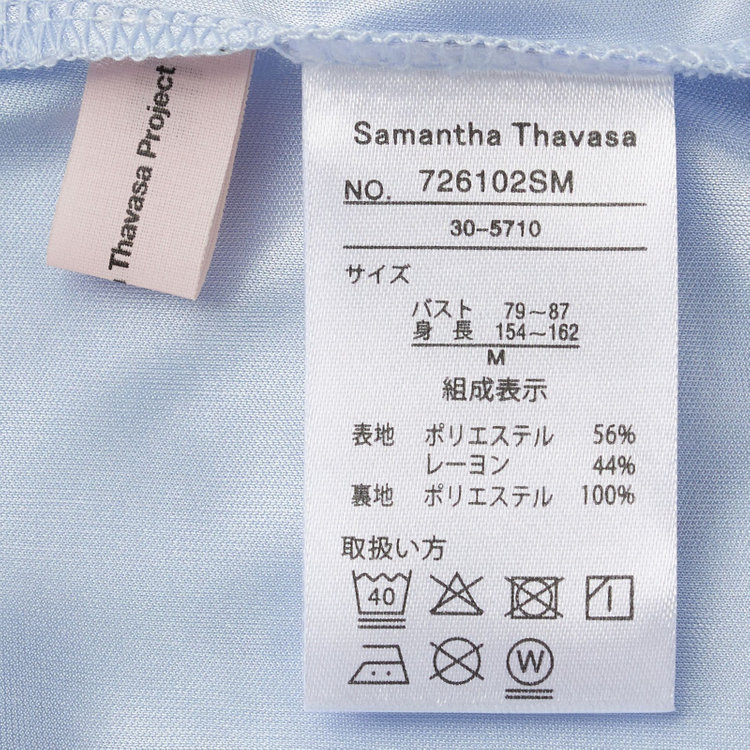 Thavasa Project
Samantha Thavasa
NO. 726102SM
30-5710
サイズ
バスト 79～87
身長 154～162
M
組成表示
表地 ポリエステル 56%
レーヨン 44%
裏地 ポリエステル 100%
取扱い方
40
W